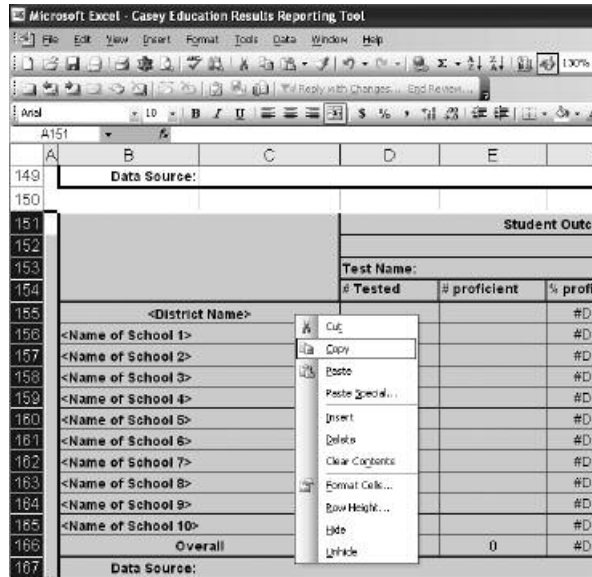 Microsoft Excel - Casey Education Results Reporting Tool
File Edit View Insert Format Tools Data Window Help
130%
Reply with Changes... End Review...
Arial 10 B I U $ % ,
A151 fx
A B C D E
149 Data Source:
150
151 Student Outc
152
153 Test Name:
154 # Tested # proficient % profi
155 <District Name> #D
156 <Name of School 1> #D
157 <Name of School 2> #D
158 <Name of School 3> #D
159 <Name of School 4> #D
160 <Name of School 5> #D
161 <Name of School 6> #D
162 <Name of School 7> #D
163 <Name of School 8> #D
164 <Name of School 9> #D
165 <Name of School 10> #D
166 Overall 0 #D
167 Data Source:
Cut
Copy
Paste
Paste Special...
Insert
Delete
Clear Contents
Format Cells...
Row Height...
Hide
Unhide